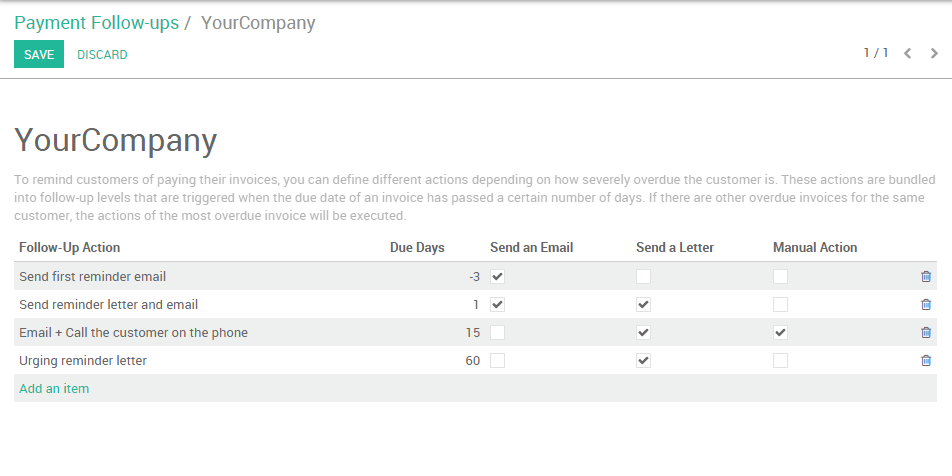 Payment Follow-ups / YourCompany
SAVE DISCARD 1 / 1
YourCompany
To remind customers of paying their invoices, you can define different actions depending on how severely overdue the customer is. These actions are bundled
into follow-up levels that are triggered when the due date of an invoice has passed a certain number of days. If there are other overdue invoices for the same
customer, the actions of the most overdue invoice will be executed.
Follow-Up Action Due Days Send an Email Send a Letter Manual Action
Send first reminder email -3
Send reminder letter and email 1
Email + Call the customer on the phone 15
Urging reminder letter 60
Add an item